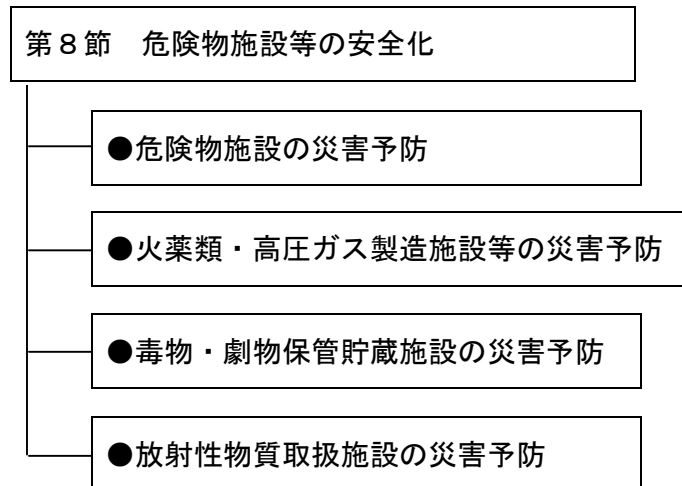 第８節　危険物施設等の安全化
●危険物施設の災害予防
●火薬類・高圧ガス製造施設等の災害予防
●毒物・劇物保管貯蔵施設の災害予防
●放射性物質取扱施設の災害予防